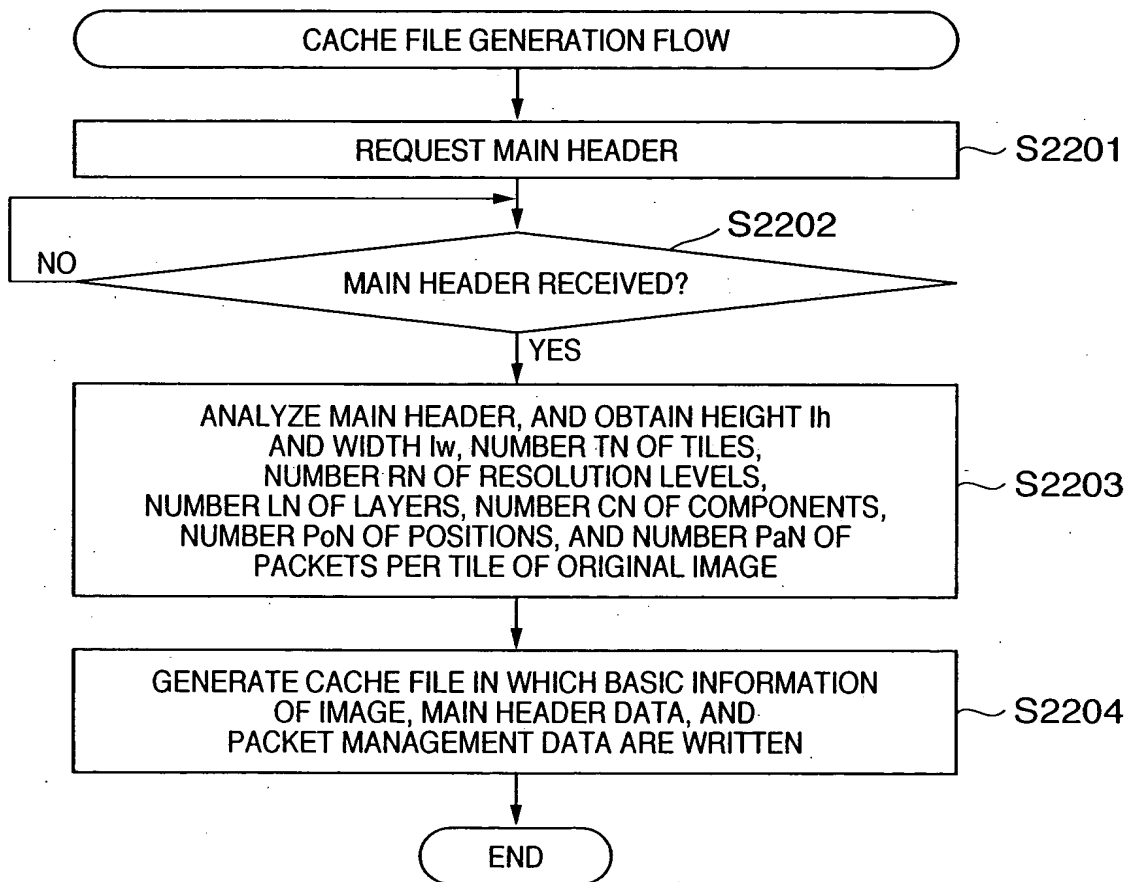 CACHE FILE GENERATION FLOW
REQUEST MAIN HEADER
S2201
S2202
NO
MAIN HEADER RECEIVED?
YES
ANALYZE MAIN HEADER, AND OBTAIN HEIGHT Ih
AND WIDTH Iw, NUMBER TN OF TILES,
NUMBER RN OF RESOLUTION LEVELS,
NUMBER LN OF LAYERS, NUMBER CN OF COMPONENTS,
NUMBER PoN OF POSITIONS, AND NUMBER PaN OF
PACKETS PER TILE OF ORIGINAL IMAGE
S2203
GENERATE CACHE FILE IN WHICH BASIC INFORMATION
OF IMAGE, MAIN HEADER DATA, AND
PACKET MANAGEMENT DATA ARE WRITTEN
S2204
END